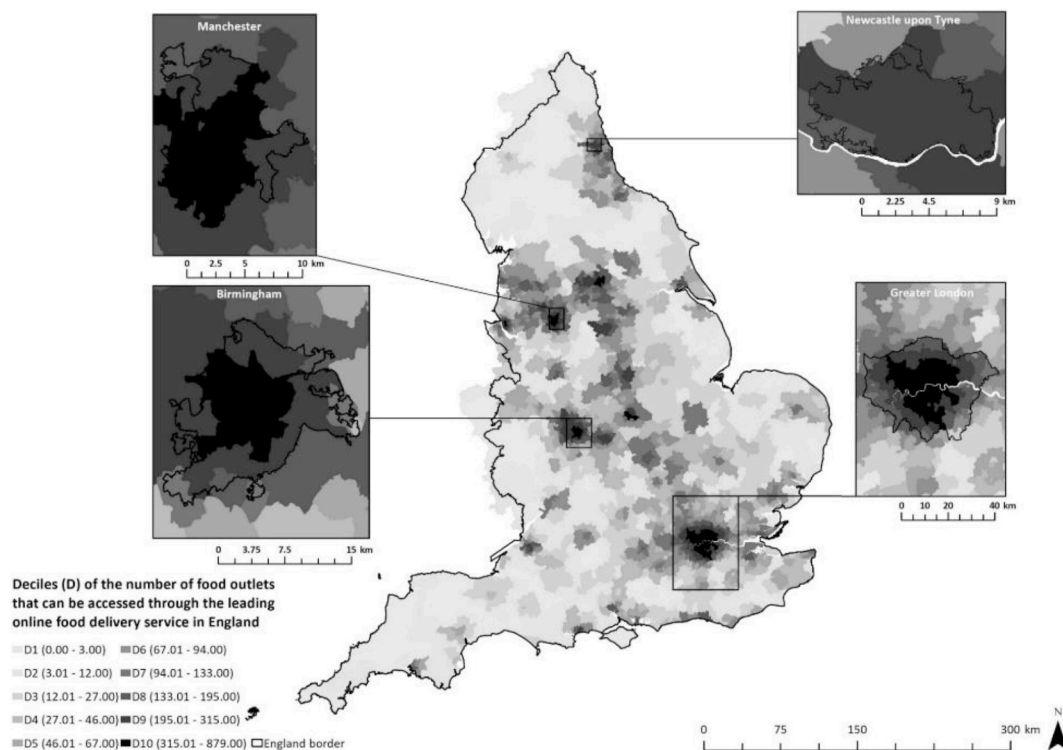 Manchester
0 2.5 5 10 km
Newcastle upon Tyne
0 2.25 4.5 9 km
Birmingham
0 3.75 7.5 15 km
Greater London
0 10 20 40 km
Deciles (D) of the number of food outlets
that can be accessed through the leading
online food delivery service in England
D1 (0.00 - 3.00) D6 (67.01 - 94.00)
D2 (3.01 - 12.00) D7 (94.01 - 133.00)
D3 (12.01 - 27.00) D8 (133.01 - 195.00)
D4 (27.01 - 46.00) D9 (195.01 - 315.00)
D5 (46.01 - 67.00) D10 (315.01 - 879.00) England border
0 75 150 300 km
N